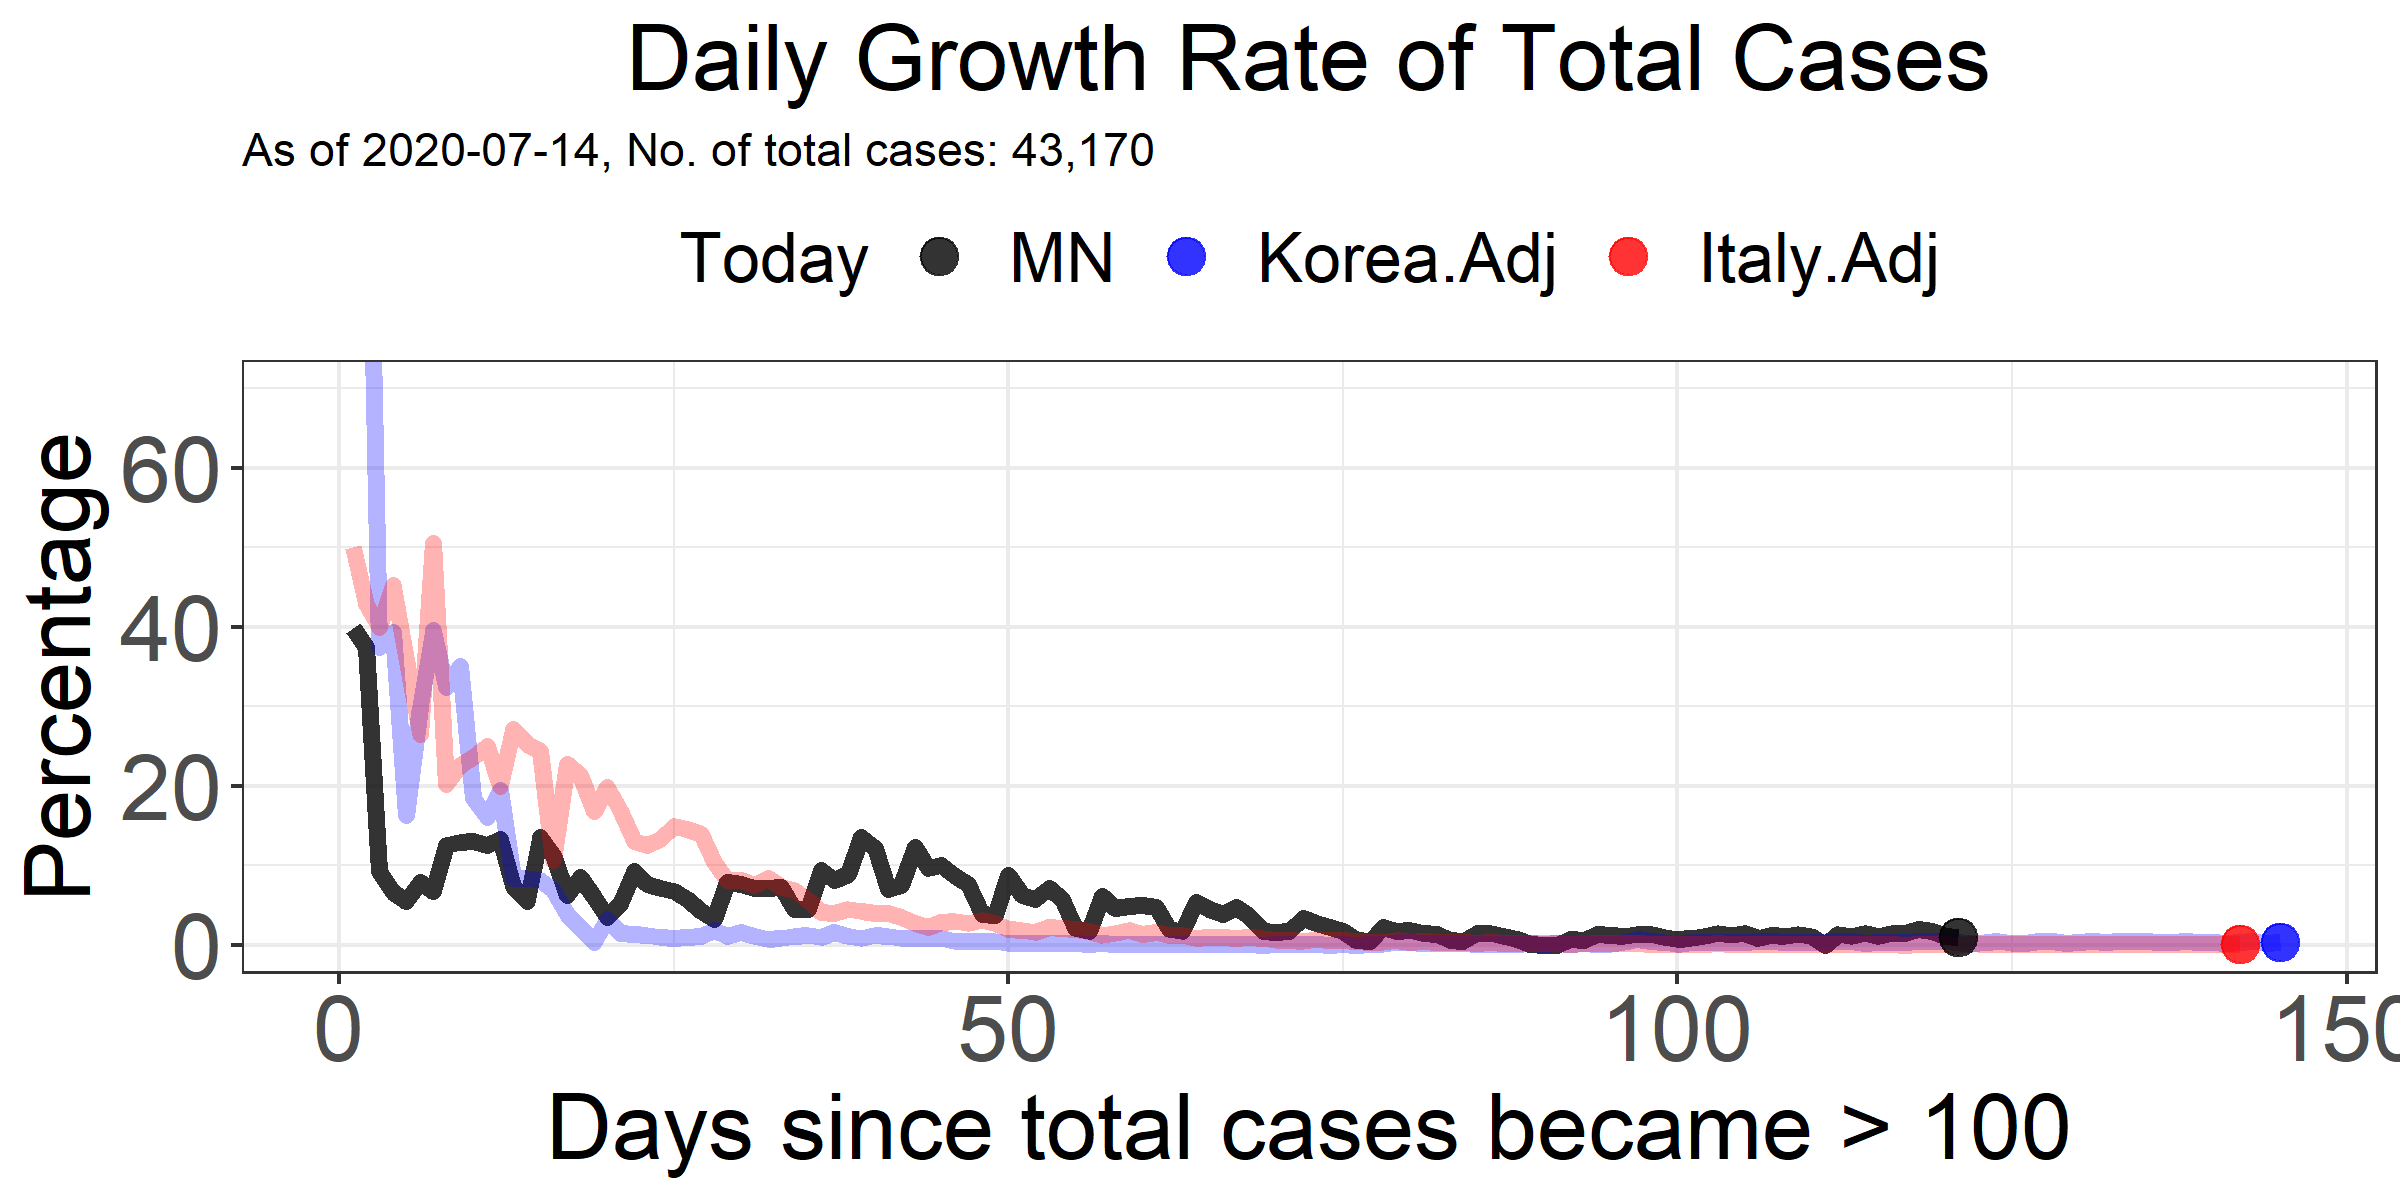 Daily Growth Rate of Total Cases
As of 2020-07-14, No. of total cases: 43,170
Today MN Korea.Adj Italy.Adj
Percentage
60
40
20
0
0 50 100 150
Days since total cases became > 100